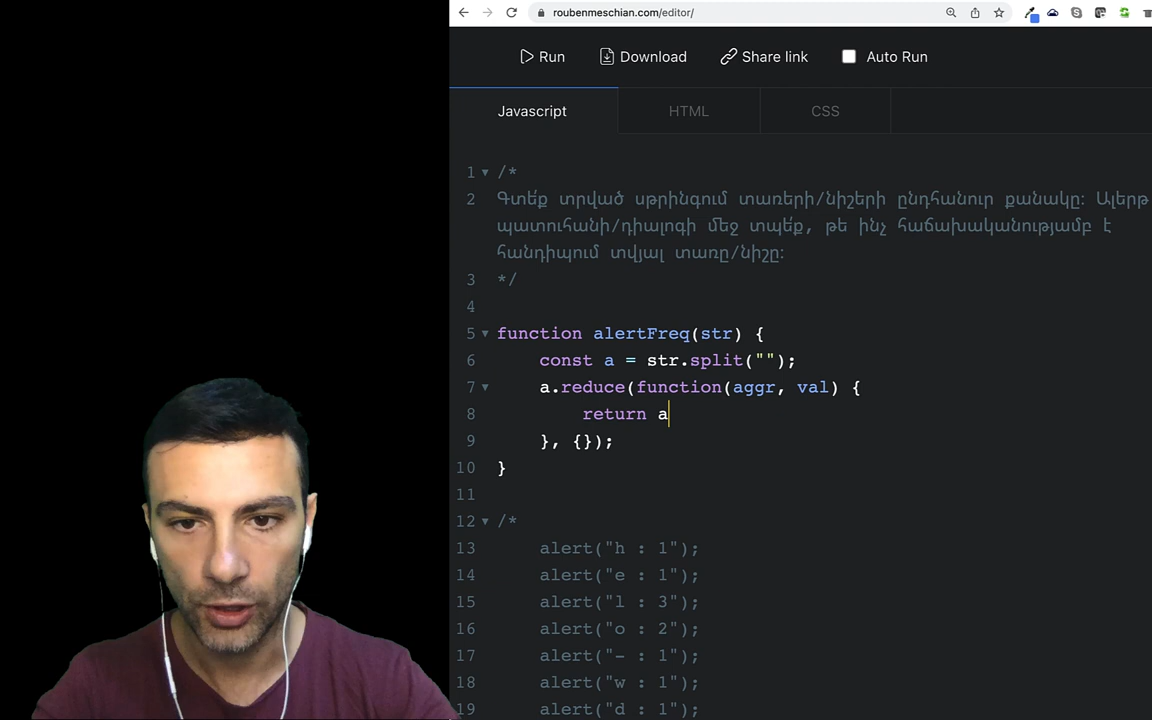 roubenmeschian.com/editor/
Run Download Share link Auto Run
Javascript HTML CSS
1 /*
2 Գտե՛ք տրված սթրինգում տառերի/նիշերի ընդհանուր քանակը։ Ալերթ
պատուհանի/դիալոգի մեջ տպե՛ք, թե ինչ հաճախականությամբ է
հանդիպում տվյալ տառը/նիշը։
3 */
4
5 function alertFreq(str) {
6 const a = str.split("");
7 a.reduce(function(aggr, val) {
8 return a
9 }, {});
10 }
11
12 /*
13 alert("h : 1");
14 alert("e : 1");
15 alert("l : 3");
16 alert("o : 2");
17 alert("- : 1");
18 alert("w : 1");
19 alert("d : 1");